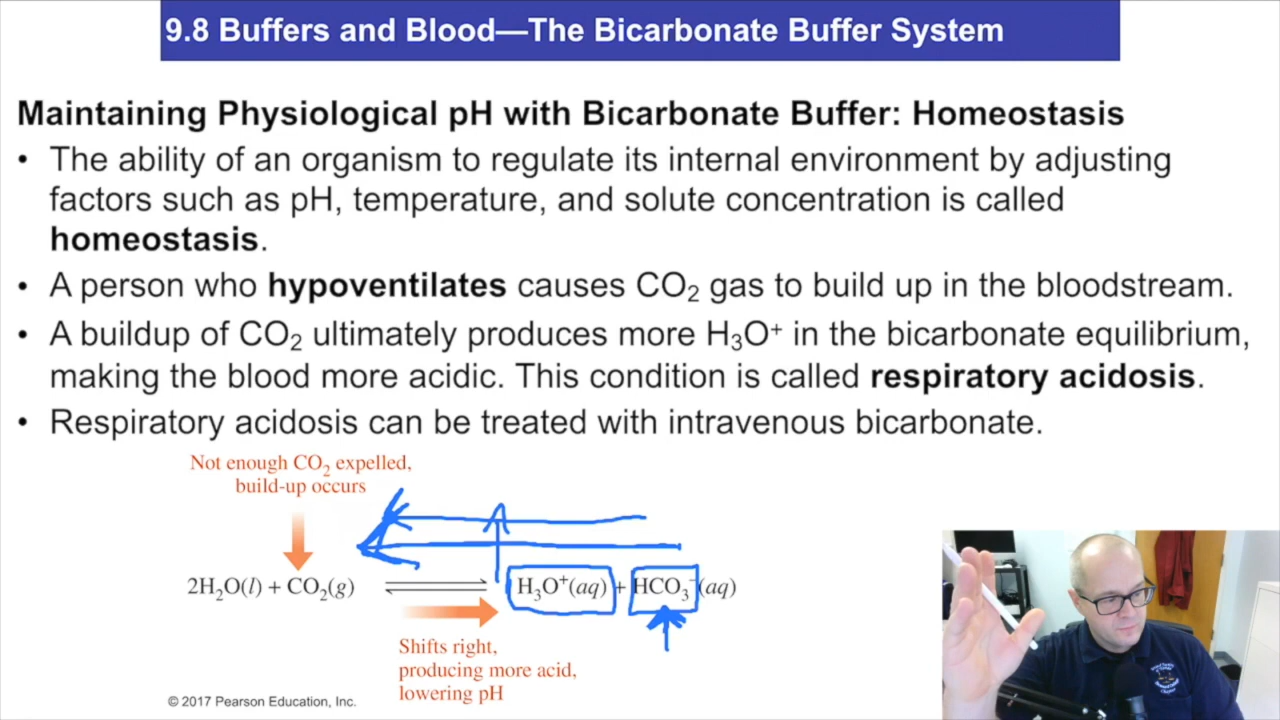 9.8 Buffers and Blood—The Bicarbonate Buffer System
Maintaining Physiological pH with Bicarbonate Buffer: Homeostasis
• The ability of an organism to regulate its internal environment by adjusting
factors such as pH, temperature, and solute concentration is called
homeostasis.
• A person who hypoventilates causes CO₂ gas to build up in the bloodstream.
• A buildup of CO₂ ultimately produces more H₃O⁺ in the bicarbonate equilibrium,
making the blood more acidic. This condition is called respiratory acidosis.
• Respiratory acidosis can be treated with intravenous bicarbonate.
Not enough CO₂ expelled,
build-up occurs
2H₂O(l) + CO₂(g) ⇌ H₃O⁺(aq) + HCO₃⁻(aq)
Shifts right,
producing more acid,
lowering pH
© 2017 Pearson Education, Inc.